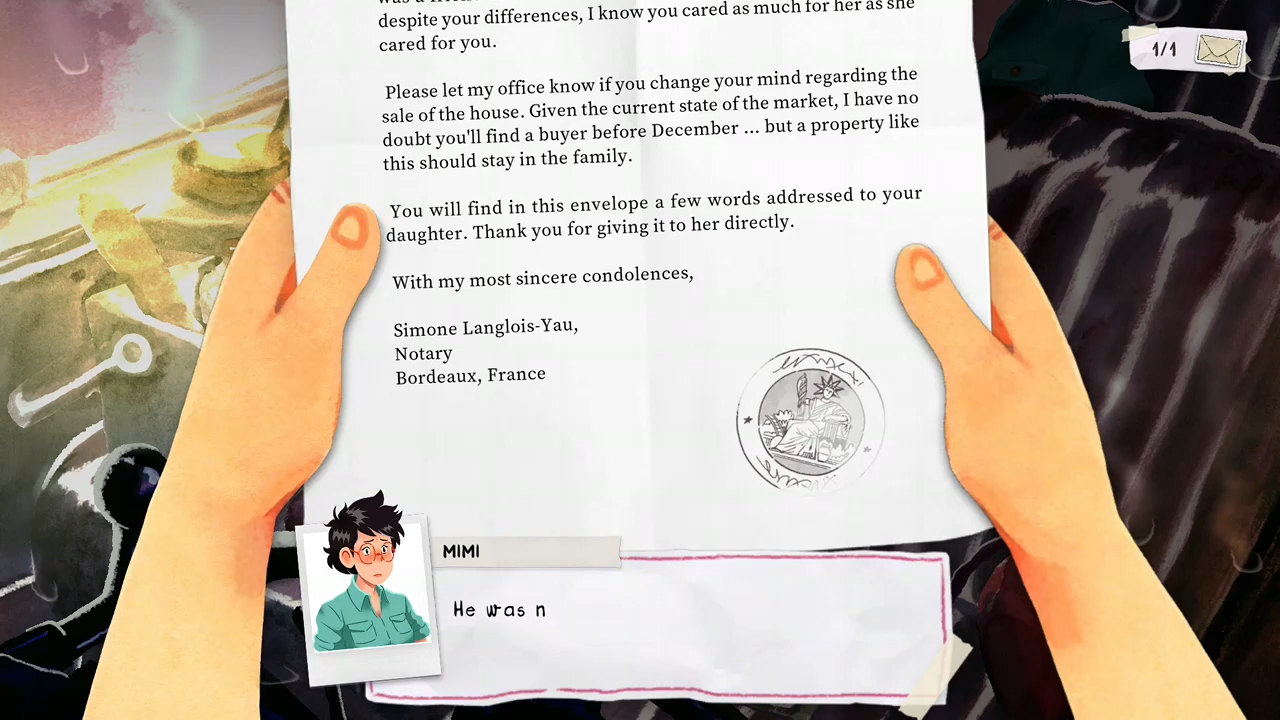 despite your differences, I know you cared as much for her as she
cared for you.
Please let my office know if you change your mind regarding the
sale of the house. Given the current state of the market, I have no
doubt you'll find a buyer before December ... but a property like
this should stay in the family.
You will find in this envelope a few words addressed to your
daughter. Thank you for giving it to her directly.
With my most sincere condolences,
Simone Langlois-Yau,
Notary
Bordeaux, France
1/1
MIMI
He was n